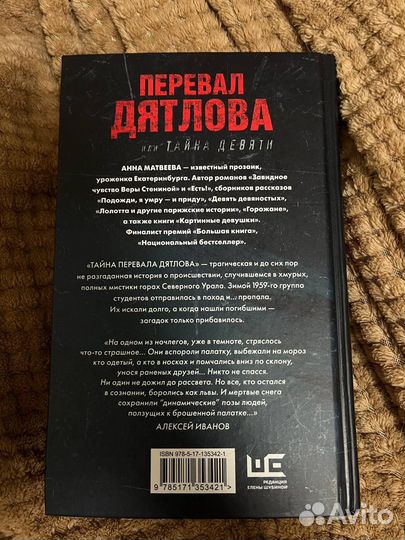 ПЕРЕВАЛ
ДЯТЛОВА
ИЛИ ТАЙНА ДЕВЯТИ
АННА МАТВЕЕВА — известный прозаик,
уроженка Екатеринбурга. Автор романов «Завидное
чувство Веры Стениной» и «Есть!», сборников рассказов
«Подожди, я умру — и приду», «Девять девяностых»,
«Лолотта и другие парижские истории», «Горожане»,
а также книги «Картинные девушки».
Финалист премий «Большая книга»,
«Национальный бестселлер».
«ТАЙНА ПЕРЕВАЛА ДЯТЛОВА» — трагическая и до сих пор
не разгаданная история о происшествии, случившемся в хмурых,
полных мистики горах Северного Урала. Зимой 1959-го группа
студентов отправилась в поход и... пропала.
Их искали долго, а когда нашли погибшими —
загадок только прибавилось.
«На одном из ночлегов, уже в темноте, стряслось
что-то страшное... Они вспороли палатку, выбежали на мороз
кто одетый, а кто в носках и помчались вниз по склону,
унося раненых друзей... Никто не спасся.
Ни один не дожил до рассвета. Но все, кто остался
в сознании, боролись как львы. И мертвые снега
сохранили "динамические" позы людей,
ползущих к брошенной палатке...»
АЛЕКСЕЙ ИВАНОВ
ISBN 978-5-17-135342-1
9785171353421>
РЕДАКЦИЯ
ЕЛЕНЫ ШУБИНОЙ
Avito